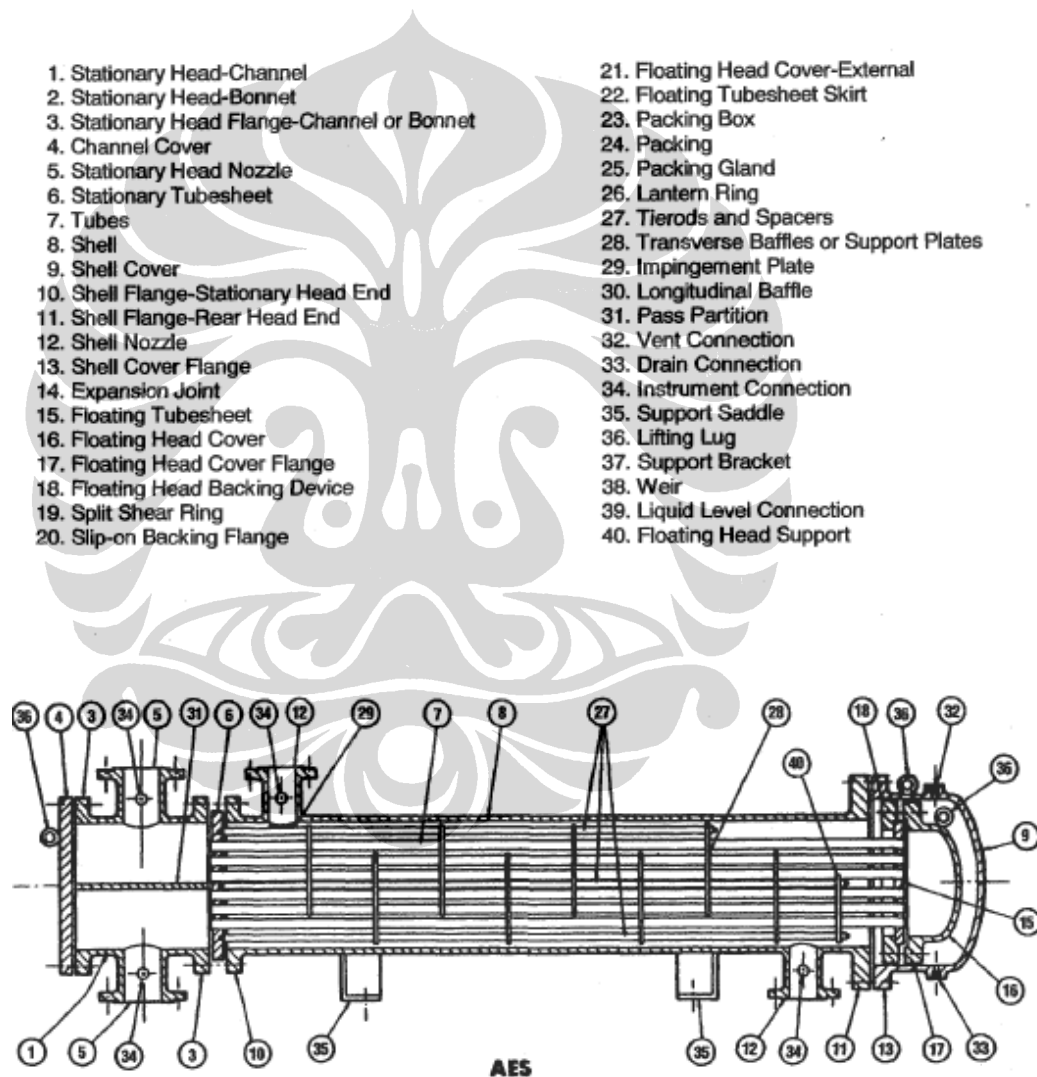 1. Stationary Head-Channel
2. Stationary Head-Bonnet
3. Stationary Head Flange-Channel or Bonnet
4. Channel Cover
5. Stationary Head Nozzle
6. Stationary Tubesheet
7. Tubes
8. Shell
9. Shell Cover
10. Shell Flange-Stationary Head End
11. Shell Flange-Rear Head End
12. Shell Nozzle
13. Shell Cover Flange
14. Expansion Joint
15. Floating Tubesheet
16. Floating Head Cover
17. Floating Head Cover Flange
18. Floating Head Backing Device
19. Split Shear Ring
20. Slip-on Backing Flange
21. Floating Head Cover-External
22. Floating Tubesheet Skirt
23. Packing Box
24. Packing
25. Packing Gland
26. Lantern Ring
27. Tierods and Spacers
28. Transverse Baffles or Support Plates
29. Impingement Plate
30. Longitudinal Baffle
31. Pass Partition
32. Vent Connection
33. Drain Connection
34. Instrument Connection
35. Support Saddle
36. Lifting Lug
37. Support Bracket
38. Weir
39. Liquid Level Connection
40. Floating Head Support
36 4 3 34 5 31 6 34 12 29 7 8 27 28 18 36 32
40 36
9
15
16
1 5 34 3 10 35 35 12 34 11 13 17 33
AES